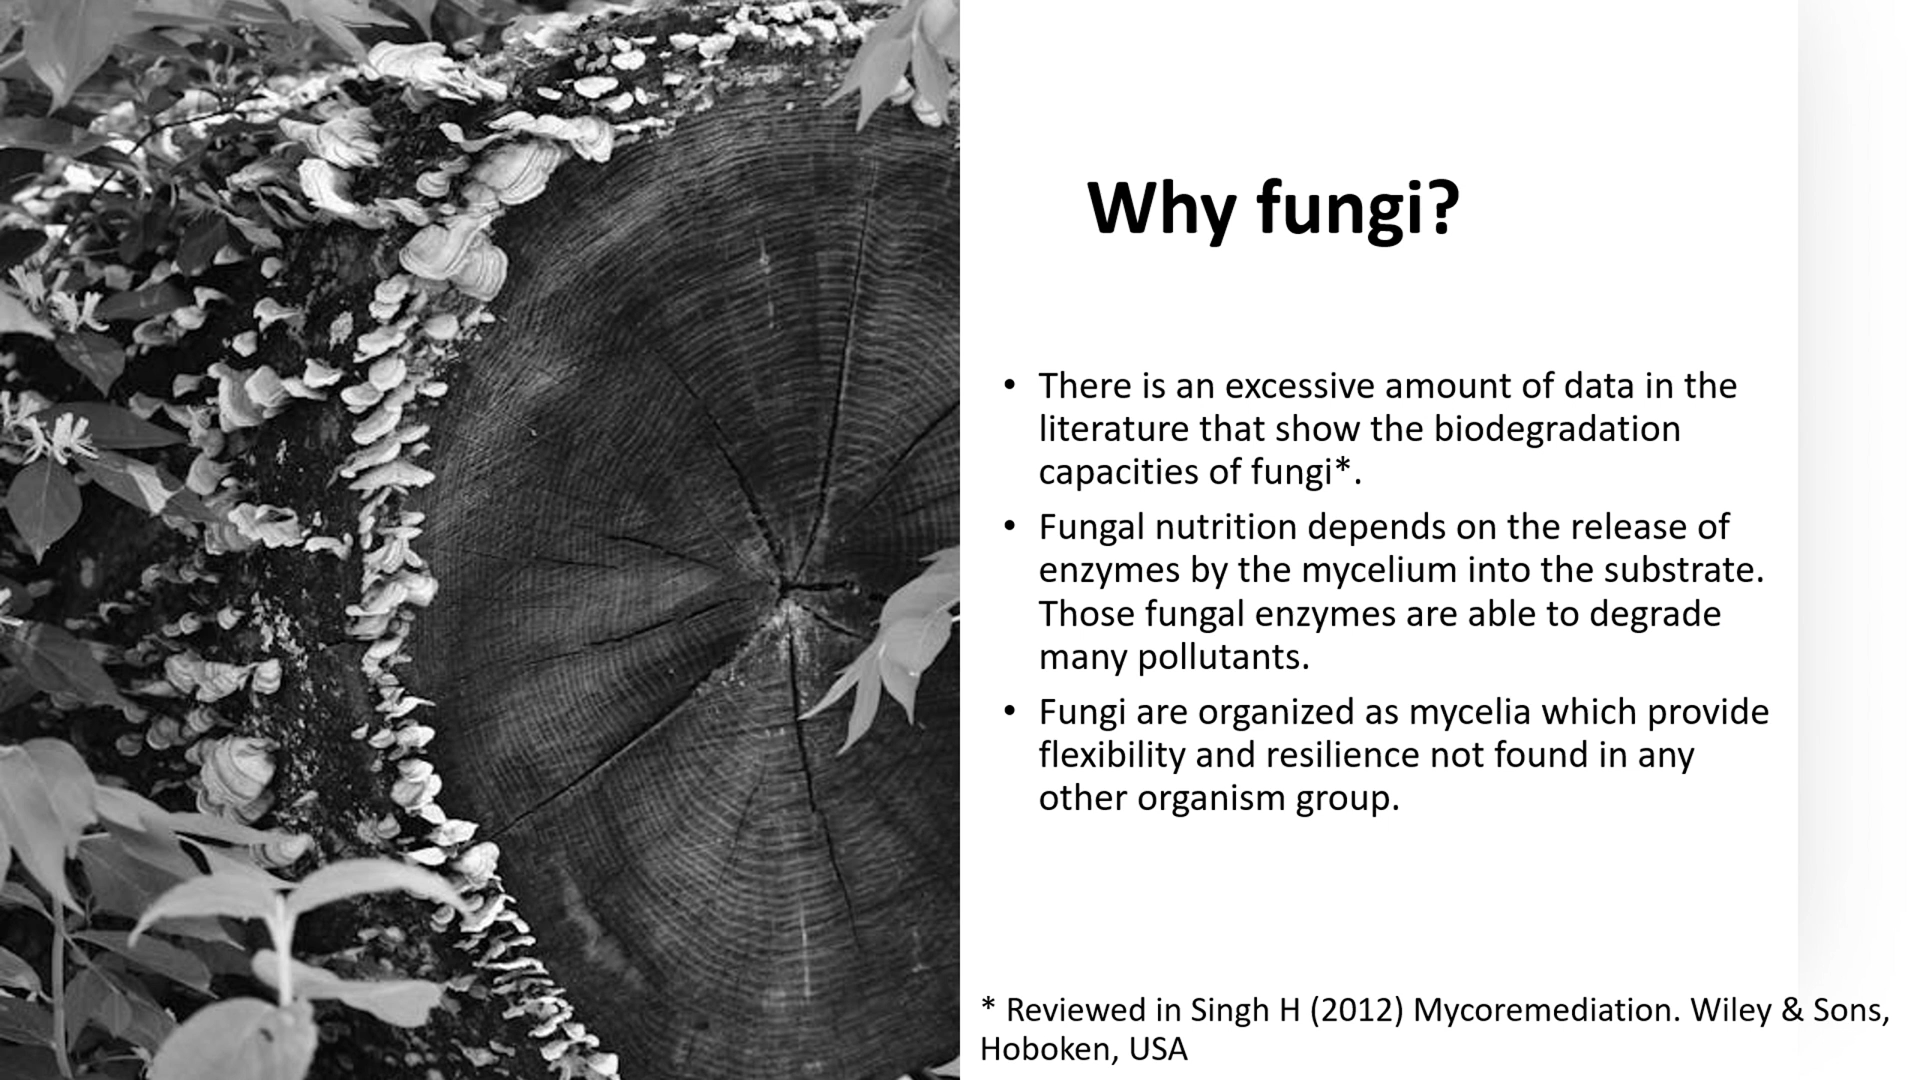 Why fungi?
• There is an excessive amount of data in the
literature that show the biodegradation
capacities of fungi*.
• Fungal nutrition depends on the release of
enzymes by the mycelium into the substrate.
Those fungal enzymes are able to degrade
many pollutants.
• Fungi are organized as mycelia which provide
flexibility and resilience not found in any
other organism group.
* Reviewed in Singh H (2012) Mycoremediation. Wiley & Sons,
Hoboken, USA